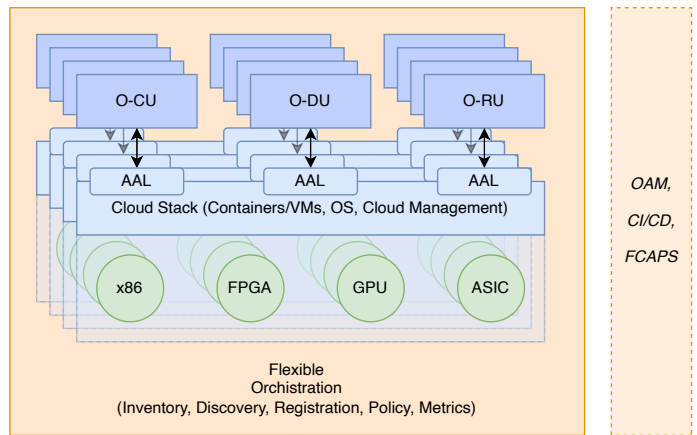 O-CU
O-DU
O-RU
AAL
AAL
AAL
Cloud Stack (Containers/VMs, OS, Cloud Management)
x86
FPGA
GPU
ASIC
Flexible
Orchistration
(Inventory, Discovery, Registration, Policy, Metrics)
OAM,
CI/CD,
FCAPS